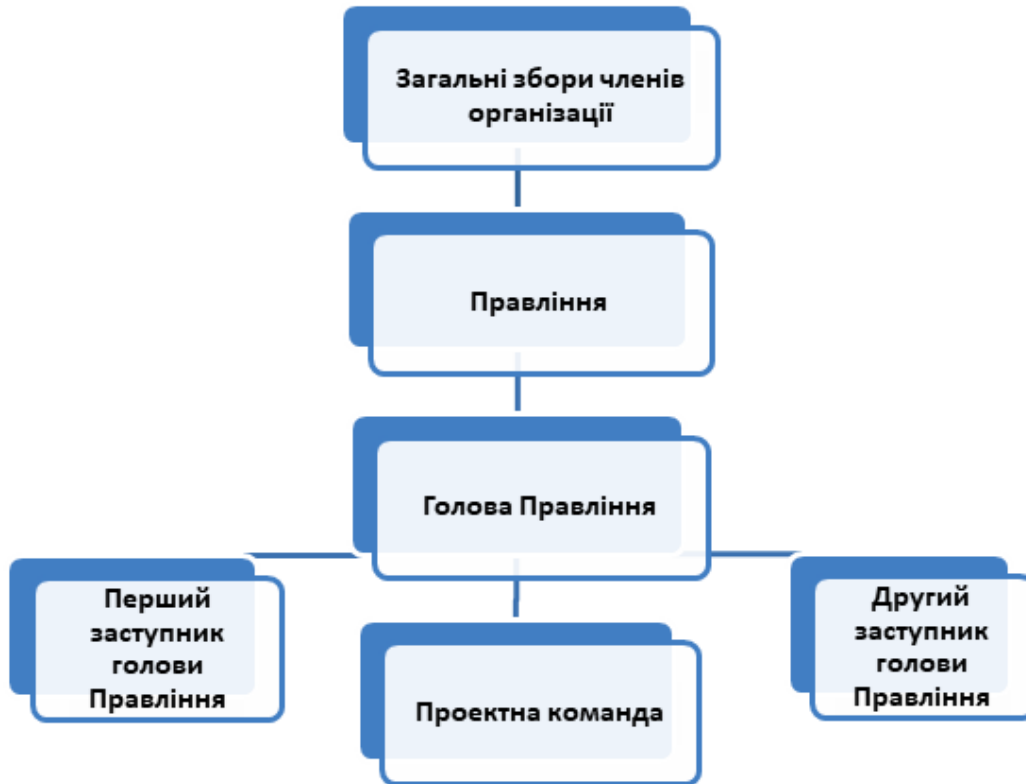 Загальні збори членів
організації
Правління
Голова Правління
Перший
заступник
голови
Правління
Проектна команда
Другий
заступник
голови
Правління